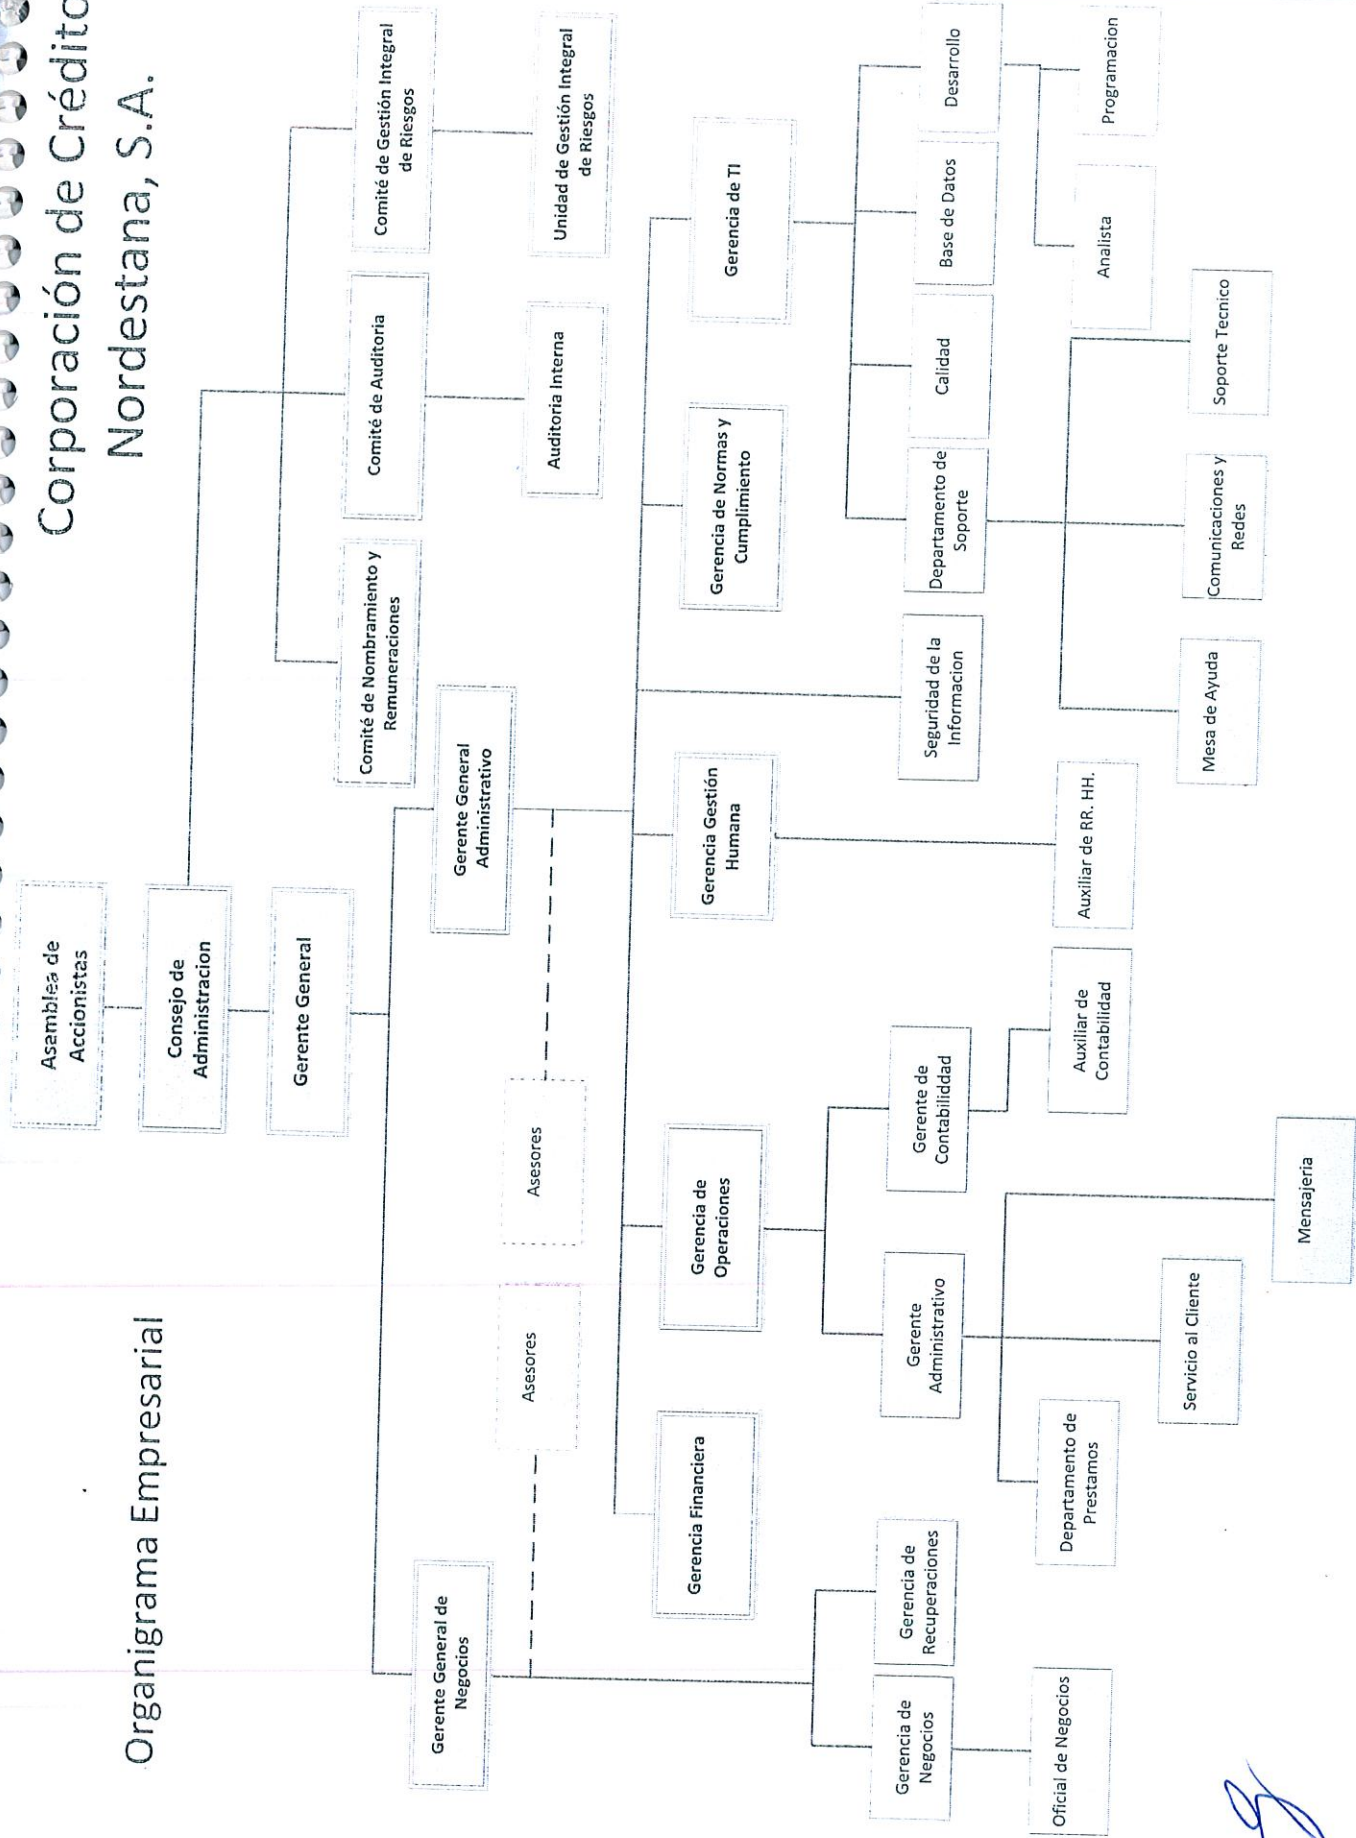 Organigrama Empresarial
Corporación de Crédito
Nordestana, S.A.
Asamblea de
Accionistas
Consejo de
Administracion
Gerente General
Comité de Nombramiento y
Remuneraciones
Comité de Auditoria
Comité de Gestión Integral
de Riesgos
Auditoria Interna
Unidad de Gestión Integral
de Riesgos
Gerente General de
Negocios
Gerente General
Administrativo
Asesores
Asesores
Gerencia Financiera
Gerencia de
Operaciones
Gerencia Gestión
Humana
Gerencia de Normas y
Cumplimiento
Gerencia de TI
Gerencia de
Negocios
Gerencia de
Recuperaciones
Gerente
Administrativo
Gerente de
Contabiliddad
Seguridad de la
Informacion
Departamento de
Soporte
Calidad
Base de Datos
Desarrollo
Oficial de Negocios
Departamento de
Prestamos
Auxiliar de
Contabilidad
Auxiliar de RR. HH.
Analista
Programacion
Servicio al Cliente
Mesa de Ayuda
Comunicaciones y
Redes
Soporte Tecnico
Mensajeria